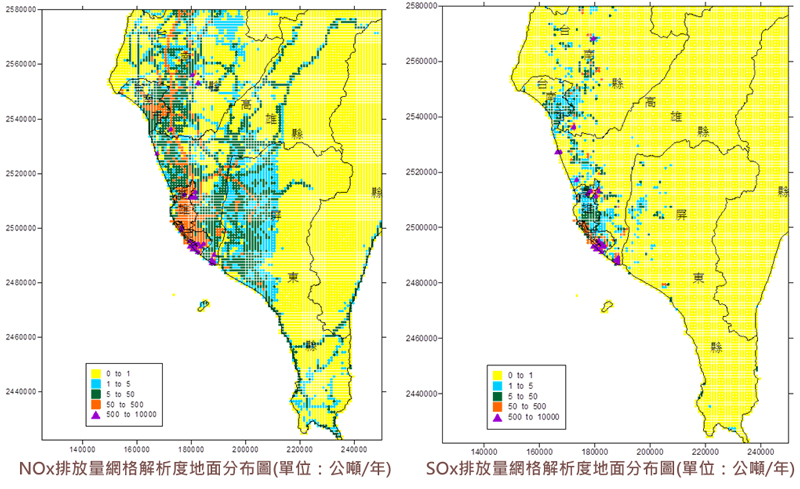 2580000
2560000
2540000
2520000
2500000
2480000
2460000
2440000
140000 160000 180000 200000 220000 240000
台
縣
高
雄
縣
縣
屏
東
縣
0 to 1
1 to 5
5 to 50
50 to 500
500 to 10000
NOx排放量網格解析度地面分布圖(單位：公噸/年)
2580000
2560000
2540000
2520000
2500000
2480000
2460000
2440000
140000 160000 180000 200000 220000 240000
台
縣
台
高
雄
縣
縣
屏
東
縣
0 to 1
1 to 5
5 to 50
50 to 500
500 to 10000
SOx排放量網格解析度地面分布圖(單位：公噸/年)